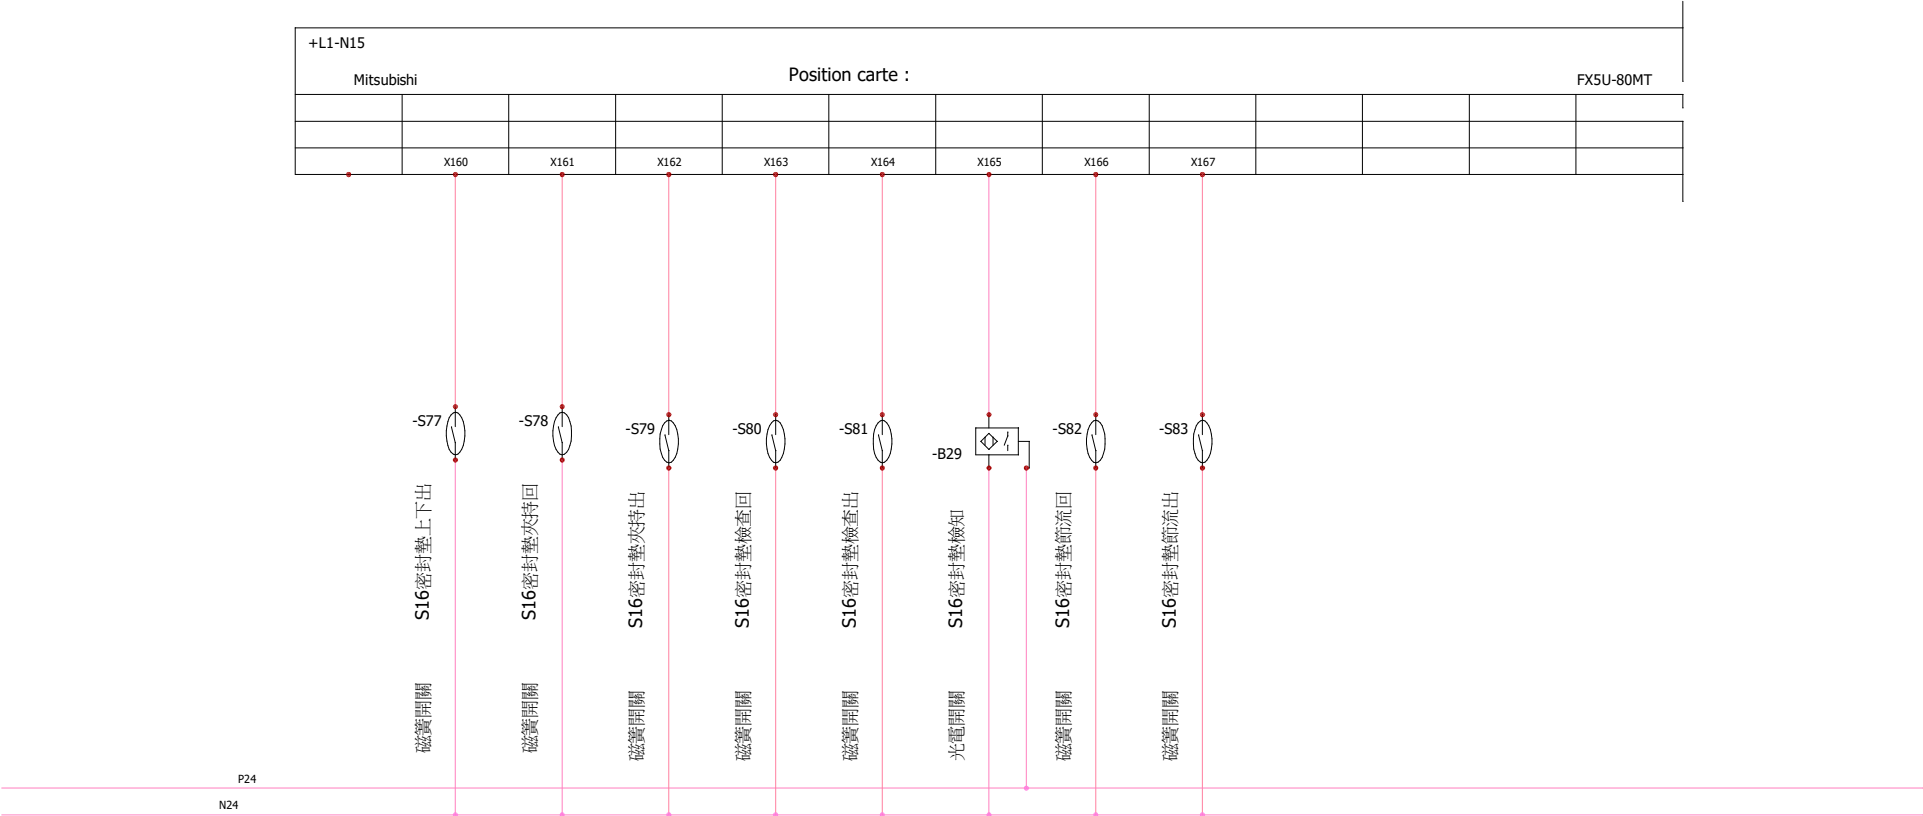 +L1-N15
Mitsubishi
Position carte :
FX5U-80MT
X160
X161
X162
X163
X164
X165
X166
X167
-S77
-S78
-S79
-S80
-S81
-B29
-S82
-S83
S16密封墊上下出
S16密封墊夾持回
S16密封墊夾持出
S16密封墊檢查回
S16密封墊檢查出
S16密封墊檢知
S16密封墊節流回
S16密封墊節流出
磁簧開關
磁簧開關
磁簧開關
磁簧開關
磁簧開關
光電開關
磁簧開關
磁簧開關
P24
N24